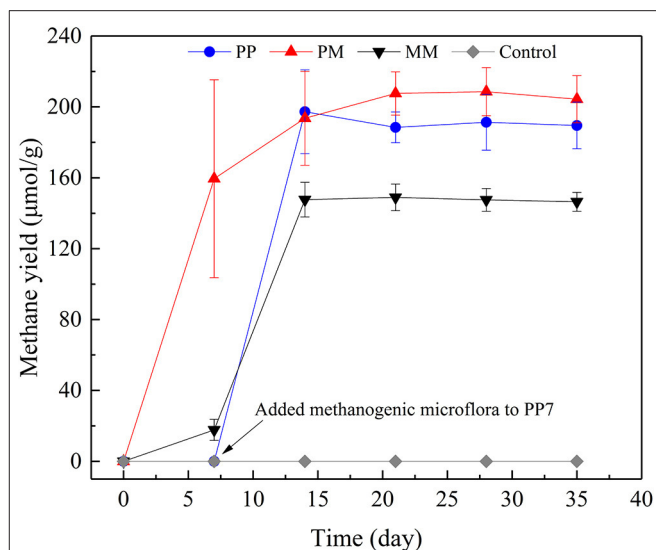 PP PM MM Control
240
200
160
120
80
40
0
Methane yield (μmol/g)
Added methanogenic microflora to PP7
0 5 10 15 20 25 30 35 40
Time (day)